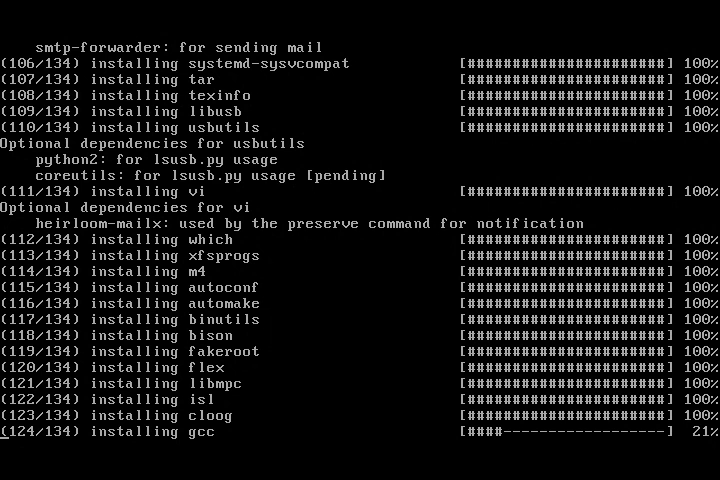 smtp-forwarder: for sending mail
(106/134) installing systemd-sysvcompat [######################] 100%
(107/134) installing tar [######################] 100%
(108/134) installing texinfo [######################] 100%
(109/134) installing libusb [######################] 100%
(110/134) installing usbutils [######################] 100%
Optional dependencies for usbutils
python2: for lsusb.py usage
coreutils: for lsusb.py usage [pending]
(111/134) installing vi [######################] 100%
Optional dependencies for vi
heirloom-mailx: used by the preserve command for notification
(112/134) installing which [######################] 100%
(113/134) installing xfsprogs [######################] 100%
(114/134) installing m4 [######################] 100%
(115/134) installing autoconf [######################] 100%
(116/134) installing automake [######################] 100%
(117/134) installing binutils [######################] 100%
(118/134) installing bison [######################] 100%
(119/134) installing fakeroot [######################] 100%
(120/134) installing flex [######################] 100%
(121/134) installing libmpc [######################] 100%
(122/134) installing isl [######################] 100%
(123/134) installing cloog [######################] 100%
(124/134) installing gcc [####------------------] 21%